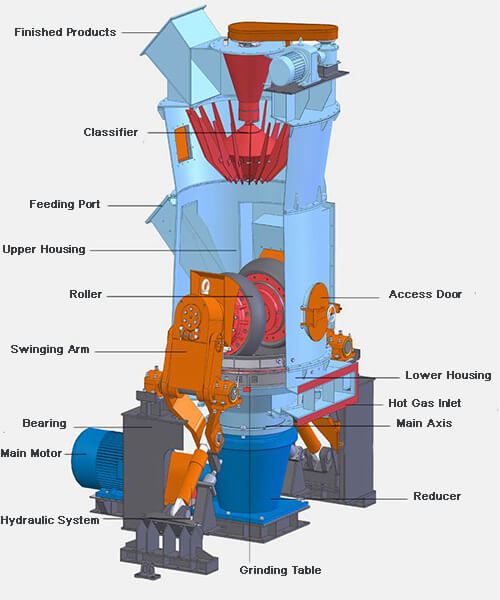 Finished Products
Classifier
Feeding Port
Upper Housing
Roller
Access Door
Swinging Arm
Lower Housing
Hot Gas Inlet
Bearing
Main Axis
Main Motor
Reducer
Hydraulic System
Grinding Table